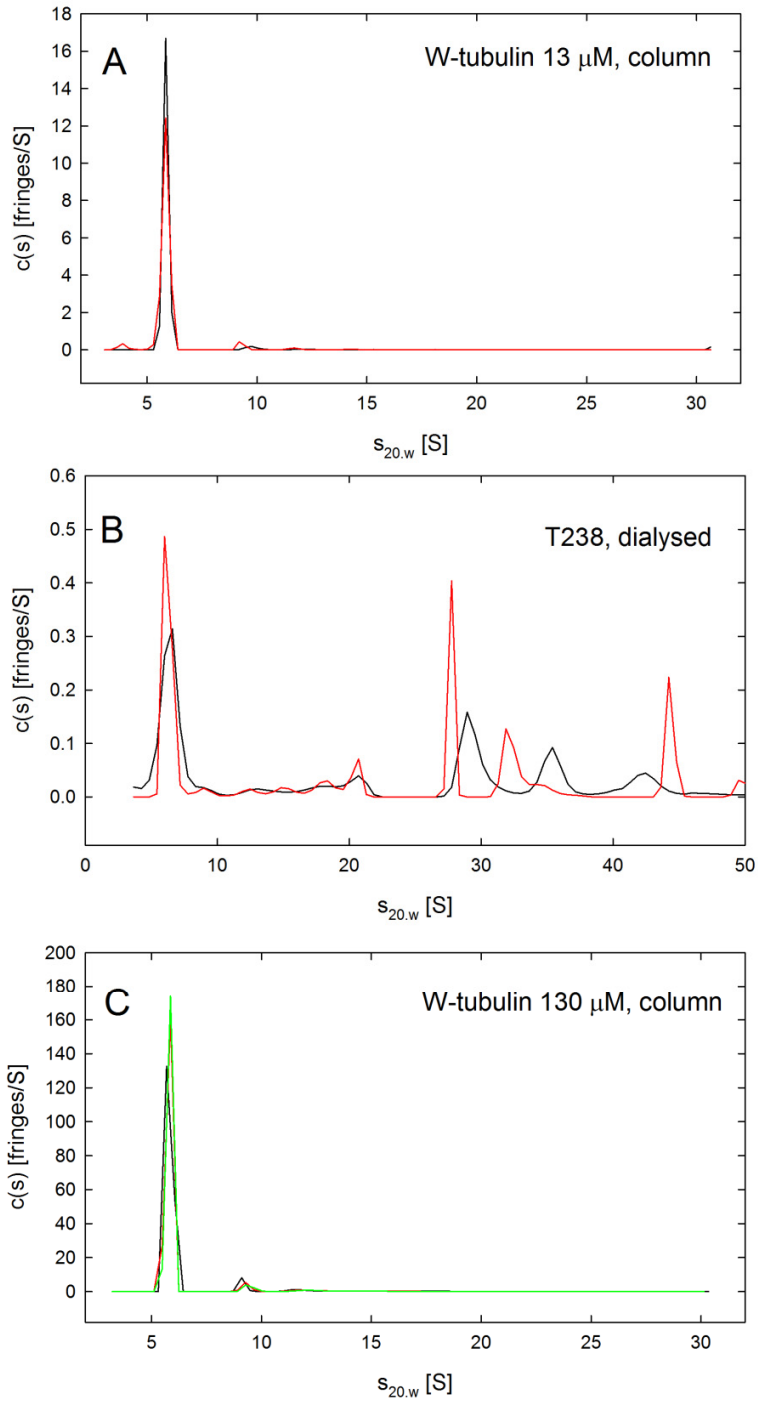 A
W-tubulin 13 μM, column
c(s) [fringes/S]
18
16
14
12
10
8
6
4
2
0
5 10 15 20 25 30
s20.w [S]
B
T238, dialysed
c(s) [fringes/S]
0.6
0.5
0.4
0.3
0.2
0.1
0.0
0 10 20 30 40 50
s20.w [S]
C
W-tubulin 130 μM, column
c(s) [fringes/S]
200
180
160
140
120
100
80
60
40
20
0
5 10 15 20 25 30
s20.w [S]